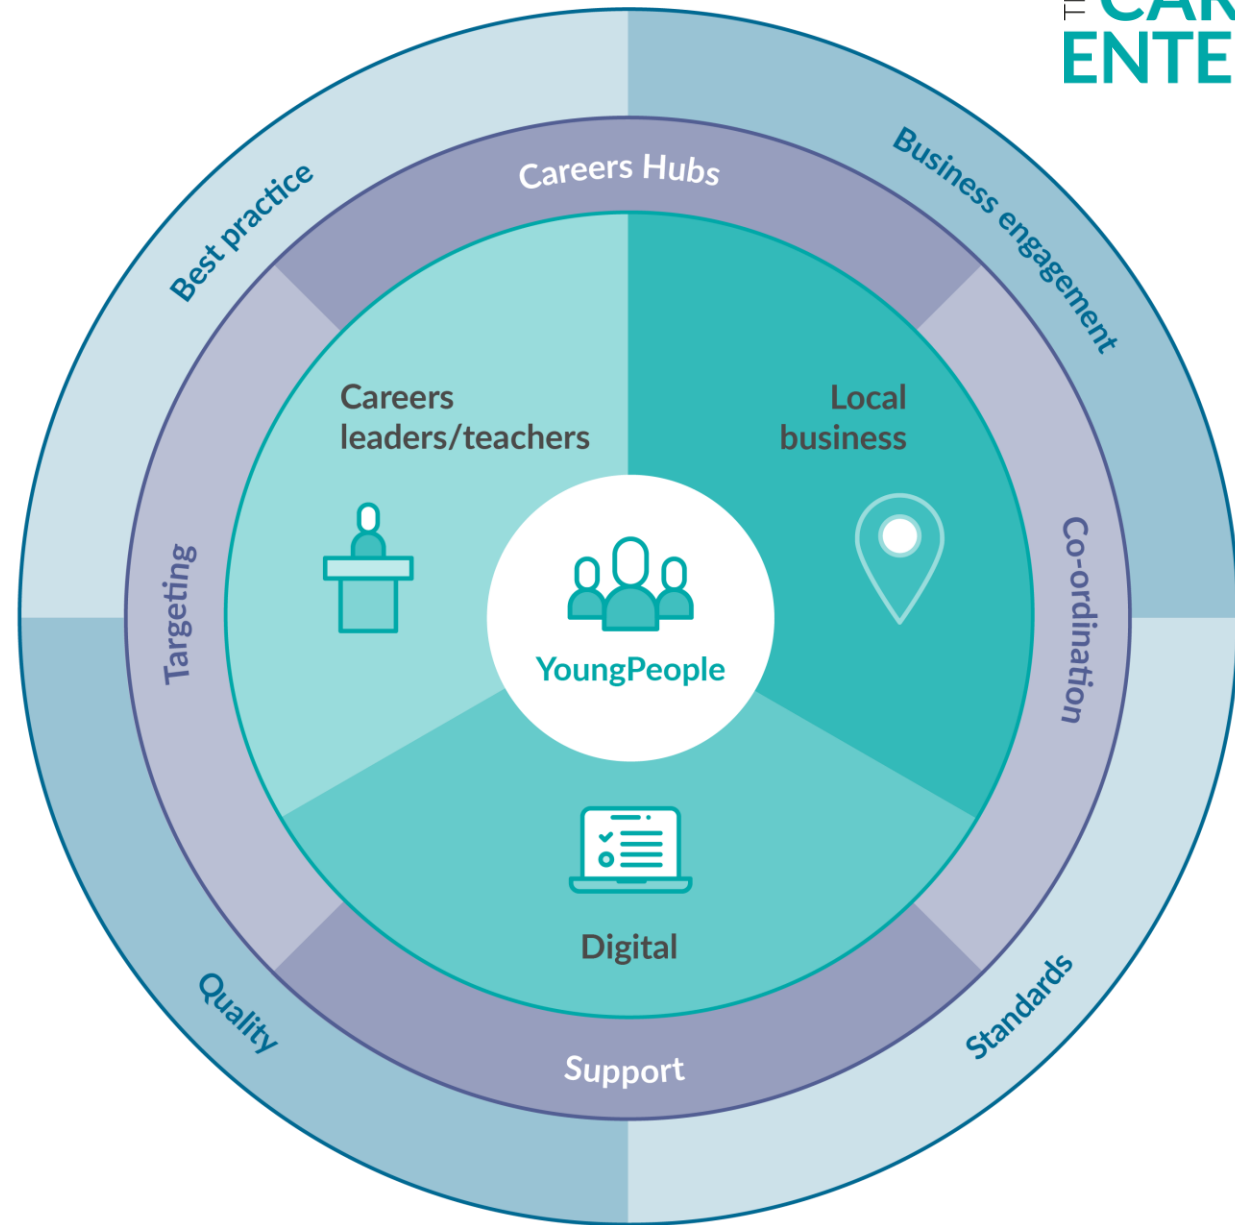 CAR
ENTE
Best practice
Careers Hubs
Business engagement
Careers
leaders/teachers
Local
business
Targeting
Co-ordination
YoungPeople
Digital
Quality
Standards
Support